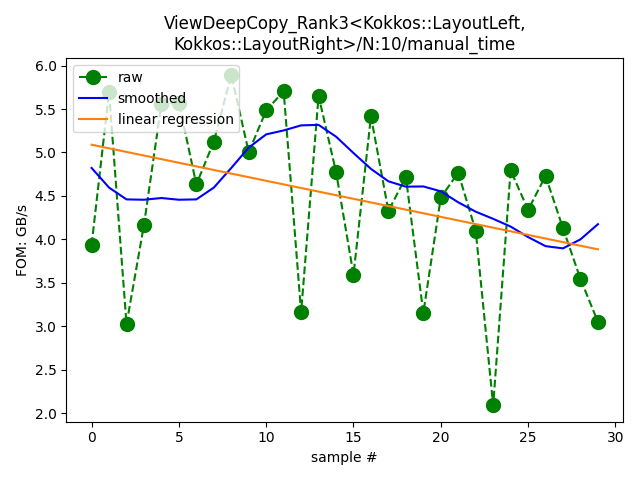 ViewDeepCopy_Rank3<Kokkos::LayoutLeft,
Kokkos::LayoutRight>/N:10/manual_time
raw
smoothed
linear regression
FOM: GB/s
6.0
5.5
5.0
4.5
4.0
3.5
3.0
2.5
2.0
0
5
10
15
20
25
30
sample #